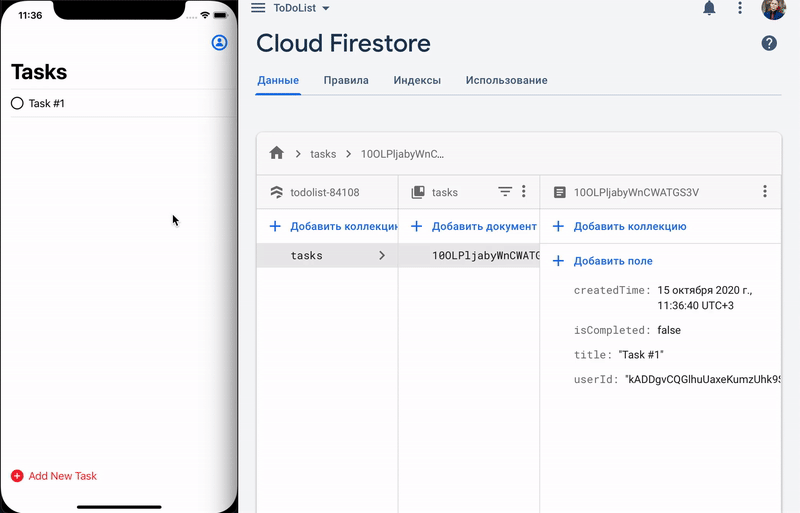 11:36
Tasks
Task #1
Add New Task
ToDoList
Cloud Firestore
Данные Правила Индексы Использование
tasks 10OLPljabyWnC...
todolist-84108
Добавить коллекци
tasks
tasks
Добавить документ
10OLPljabyWnCWATG
10OLPljabyWnCWATGS3V
Добавить коллекцию
Добавить поле
createdTime: 15 октября 2020 г.,
11:36:40 UTC+3
isCompleted: false
title: "Task #1"
userId: "kADDgvCQGlhuUaxeKumzUhk9S